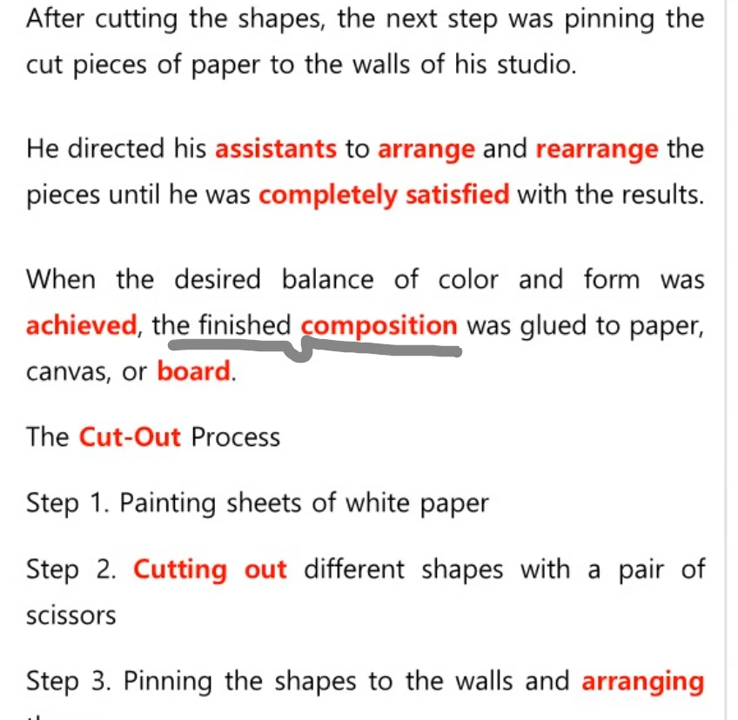 After cutting the shapes, the next step was pinning the
cut pieces of paper to the walls of his studio.
He directed his assistants to arrange and rearrange the
pieces until he was completely satisfied with the results.
When the desired balance of color and form was
achieved, the finished composition was glued to paper,
canvas, or board.
The Cut-Out Process
Step 1. Painting sheets of white paper
Step 2. Cutting out different shapes with a pair of
scissors
Step 3. Pinning the shapes to the walls and arranging